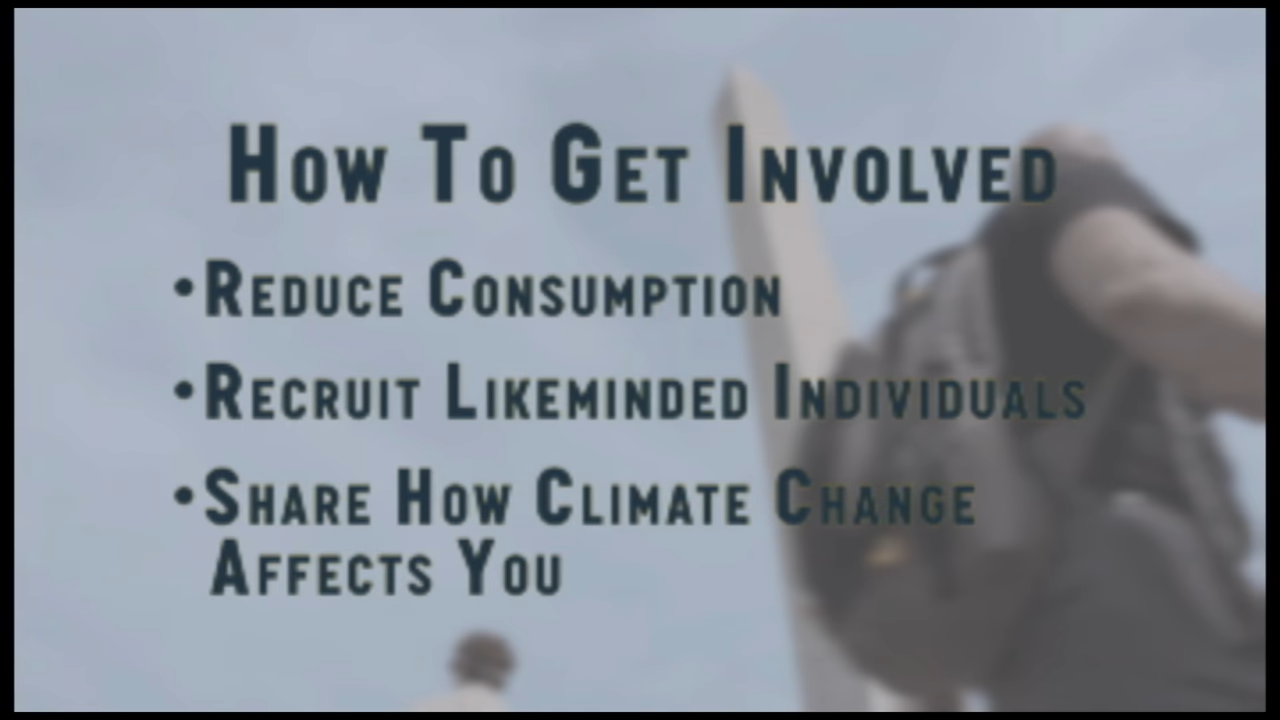 How To Get Involved
• Reduce Consumption
• Recruit Likeminded Individuals
• Share How Climate Change
Affects You